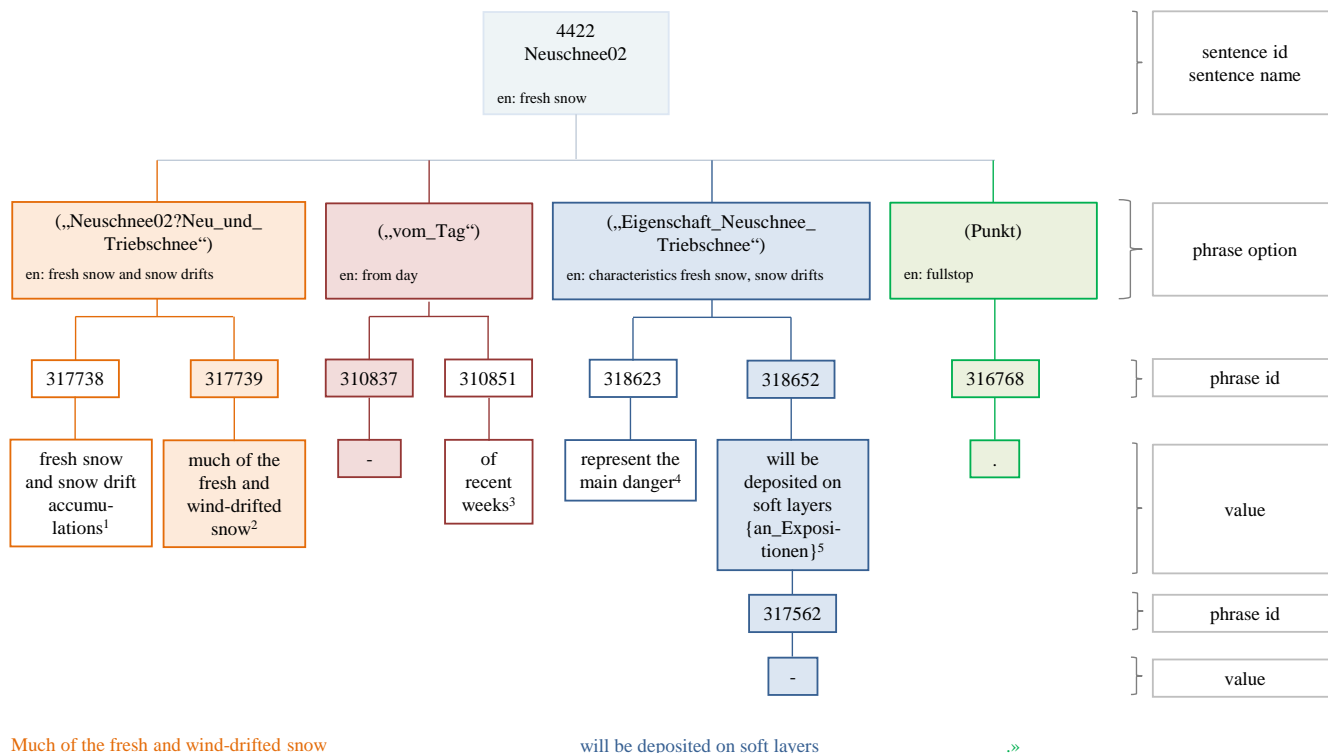 4422
Neuschnee02
en: fresh snow
sentence id
sentence name
(„Neuschnee02?Neu_und_
Triebschnee“)
en: fresh snow and snow drifts
(„vom_Tag“)
en: from day
(„Eigenschaft_Neuschnee_
Triebschnee“)
en: characteristics fresh snow, snow drifts
(Punkt)
en: fullstop
phrase option
317738
317739
310837
310851
318623
318652
316768
phrase id
fresh snow
and snow drift
accumu-
lations¹
much of the
fresh and
wind-drifted
snow²
-
of
recent
weeks³
represent the
main danger⁴
will be
deposited on
soft layers
{an_Exposi-
tionen}⁵
.
value
317562
phrase id
-
value
Much of the fresh and wind-drifted snow will be deposited on soft layers .»